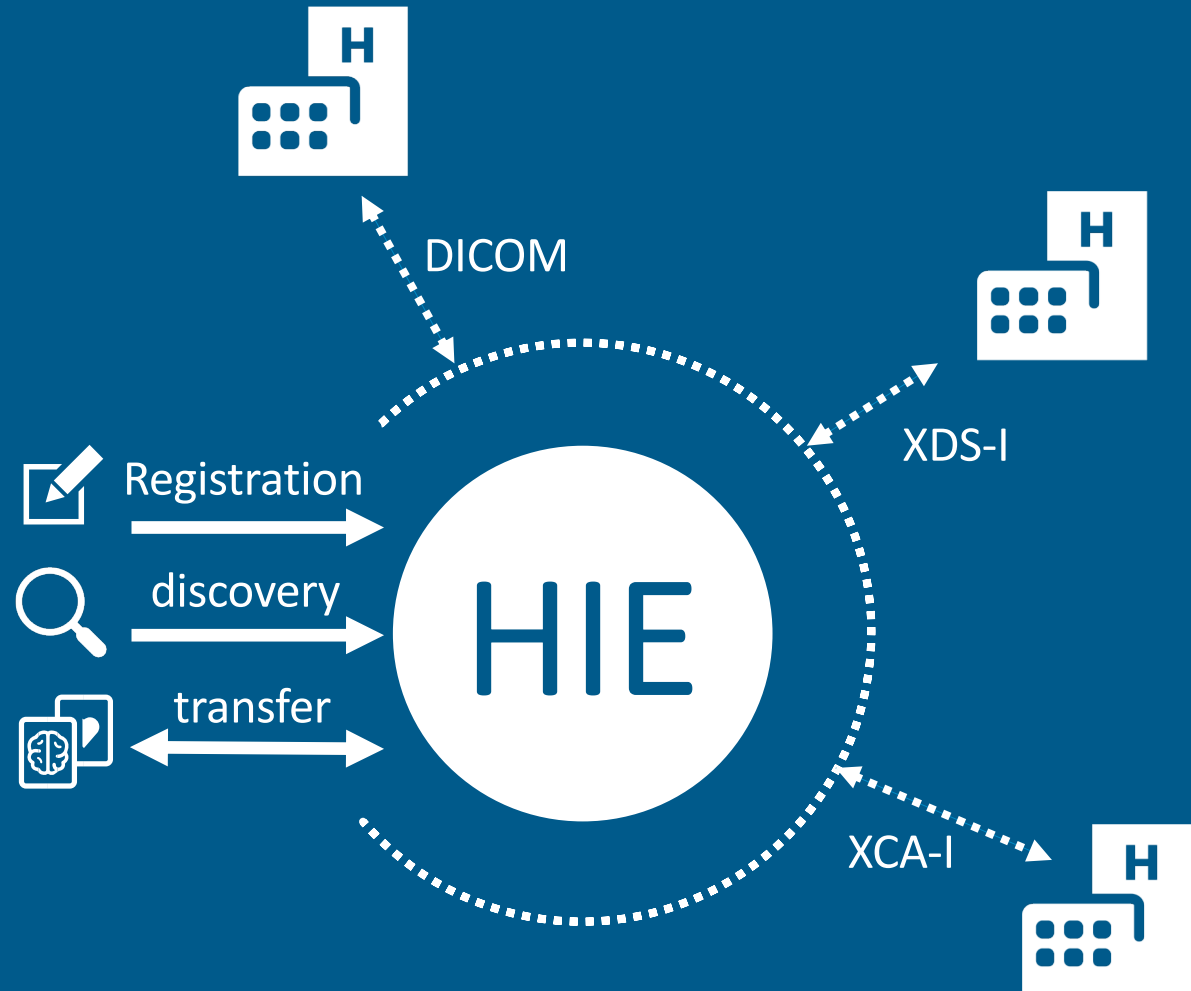 H
DICOM
H
XDS-I
Registration
discovery
HIE
transfer
XCA-I
H